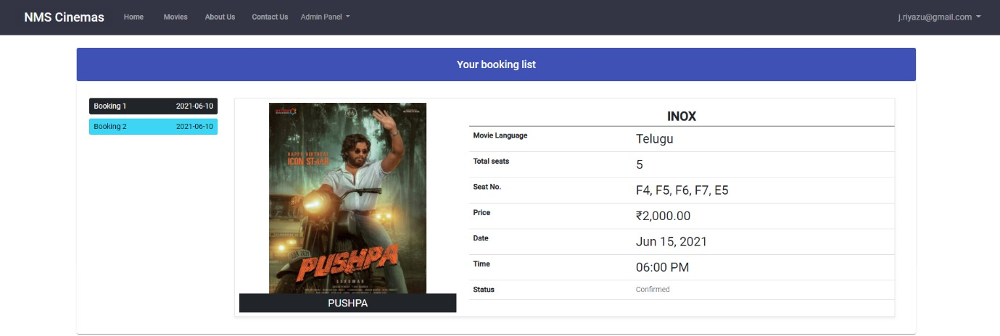 NMS Cinemas Home Movies About Us Contact Us Admin Panel j.riyazu@gmail.com
Your booking list
Booking 1 2021-06-10
Booking 2 2021-06-10
HAPPY BIRTHDAY
ICON STAAR
PUSHPA
SUKUMAR
PUSHPA
INOX
Movie Language Telugu
Total seats 5
Seat No. F4, F5, F6, F7, E5
Price ₹2,000.00
Date Jun 15, 2021
Time 06:00 PM
Status Confirmed